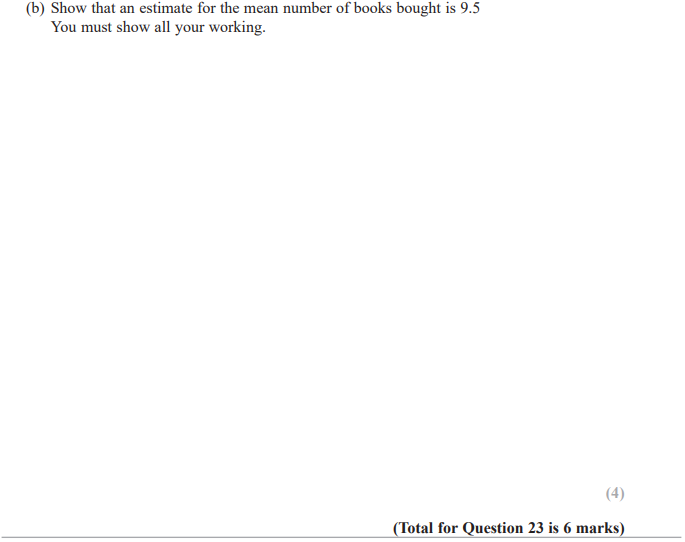 (b) Show that an estimate for the mean number of books bought is 9.5
You must show all your working.
(4)
(Total for Question 23 is 6 marks)